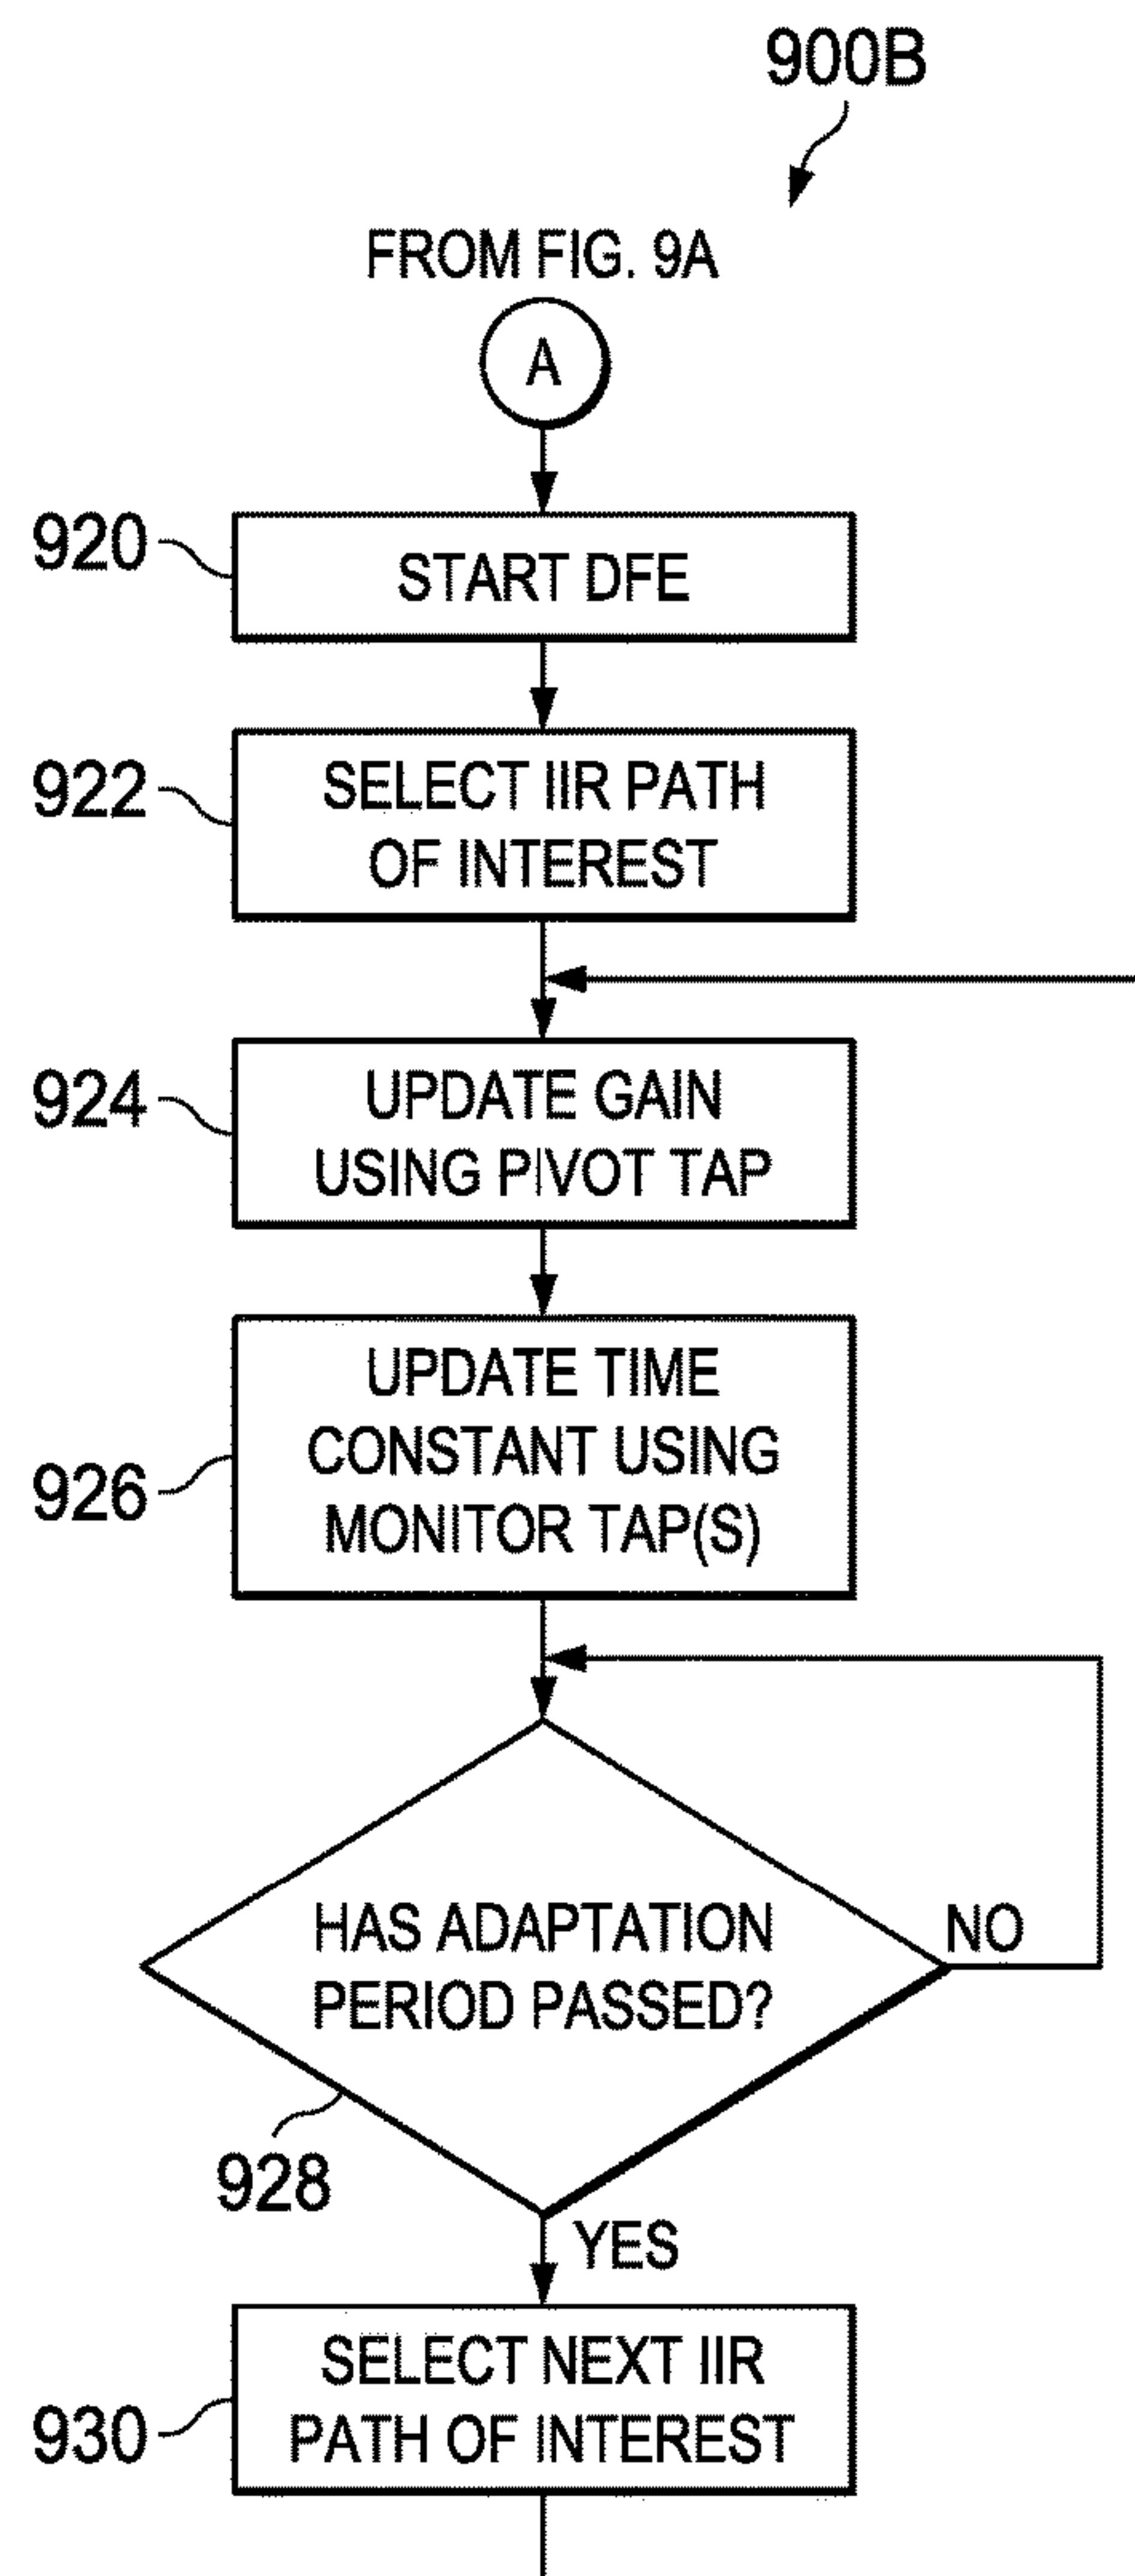 900B
FROM FIG. 9A
A
920
START DFE
922
SELECT IIR PATH
OF INTEREST
924
UPDATE GAIN
USING PIVOT TAP
926
UPDATE TIME
CONSTANT USING
MONITOR TAP(S)
HAS ADAPTATION
PERIOD PASSED?
NO
928
YES
930
SELECT NEXT IIR
PATH OF INTEREST